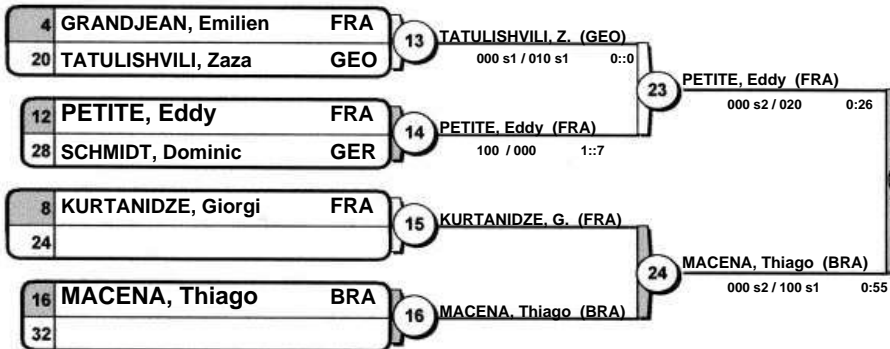 4 GRANDJEAN, Emilien FRA
20 TATULISHVILI, Zaza GEO
13 TATULISHVILI, Z. (GEO)
000 s1 / 010 s1 0::0
12 PETITE, Eddy FRA
28 SCHMIDT, Dominic GER
14 PETITE, Eddy (FRA)
100 / 000 1::7
23 PETITE, Eddy (FRA)
000 s2 / 020 0:26
8 KURTANIDZE, Giorgi FRA
24
15 KURTANIDZE, G. (FRA)
16 MACENA, Thiago BRA
32
16 MACENA, Thiago (BRA)
24 MACENA, Thiago (BRA)
000 s2 / 100 s1 0:55